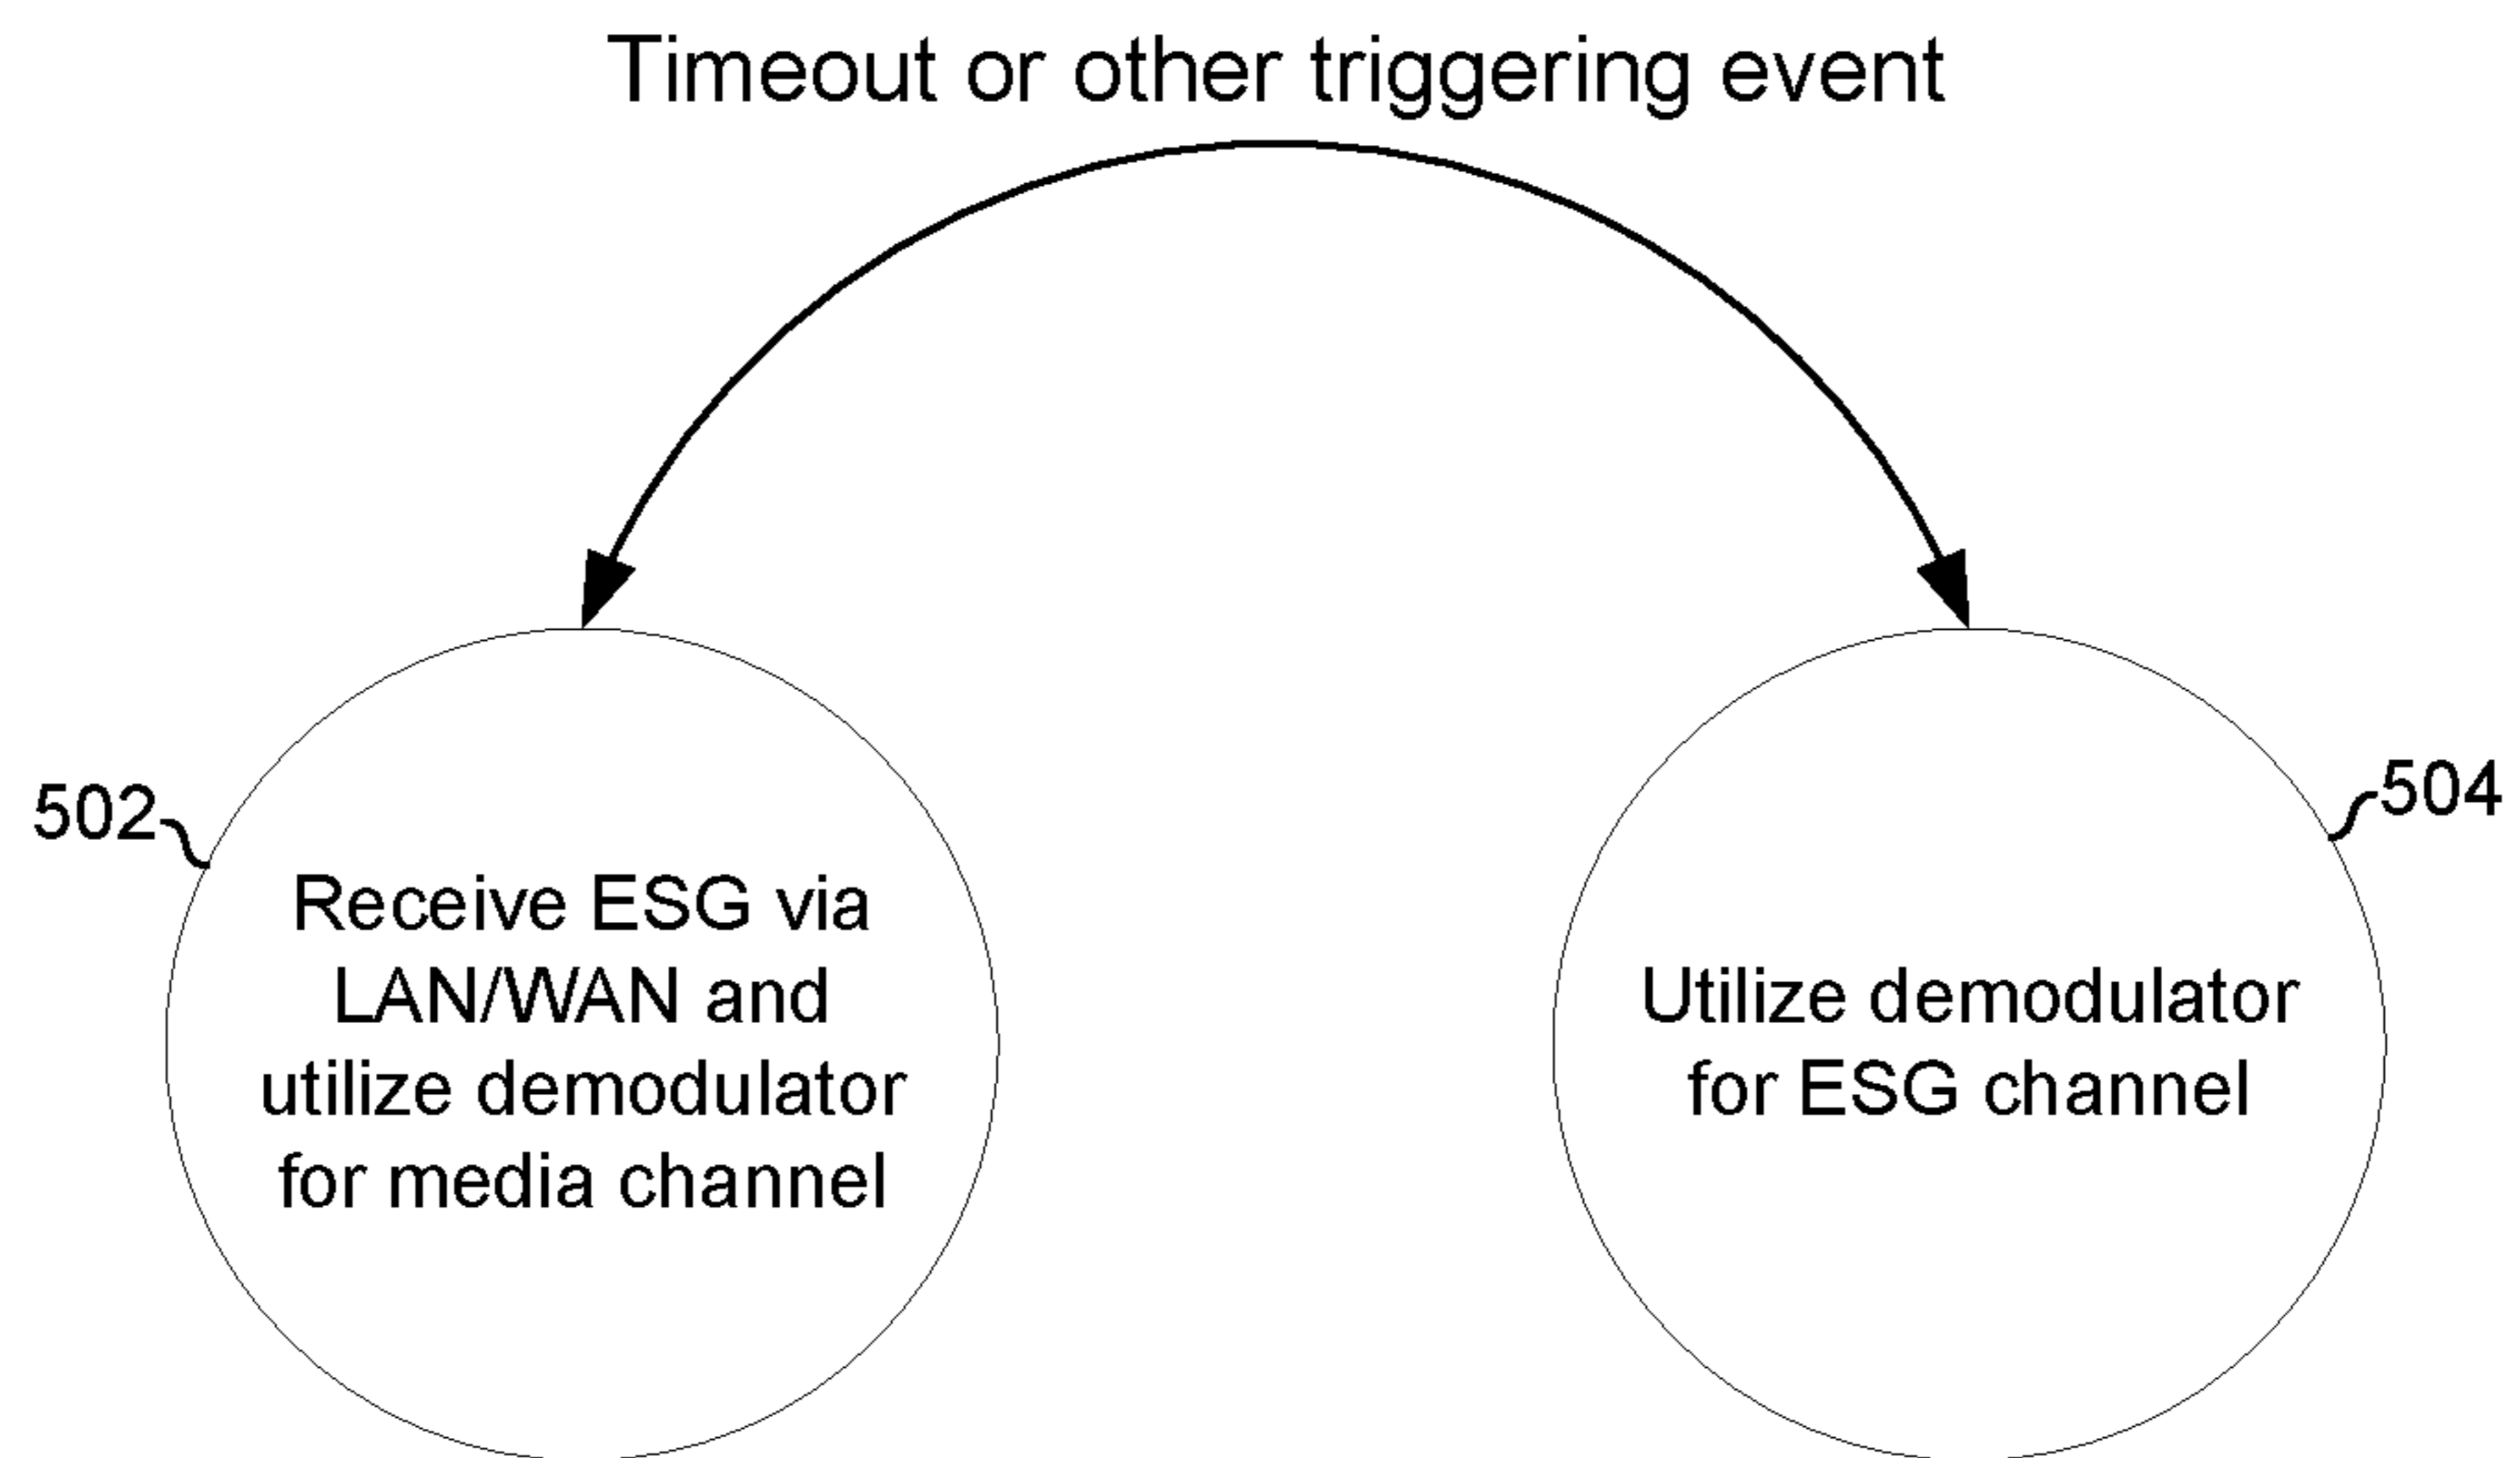 Timeout or other triggering event
502
Receive ESG via
LAN/WAN and
utilize demodulator
for media channel
504
Utilize demodulator
for ESG channel